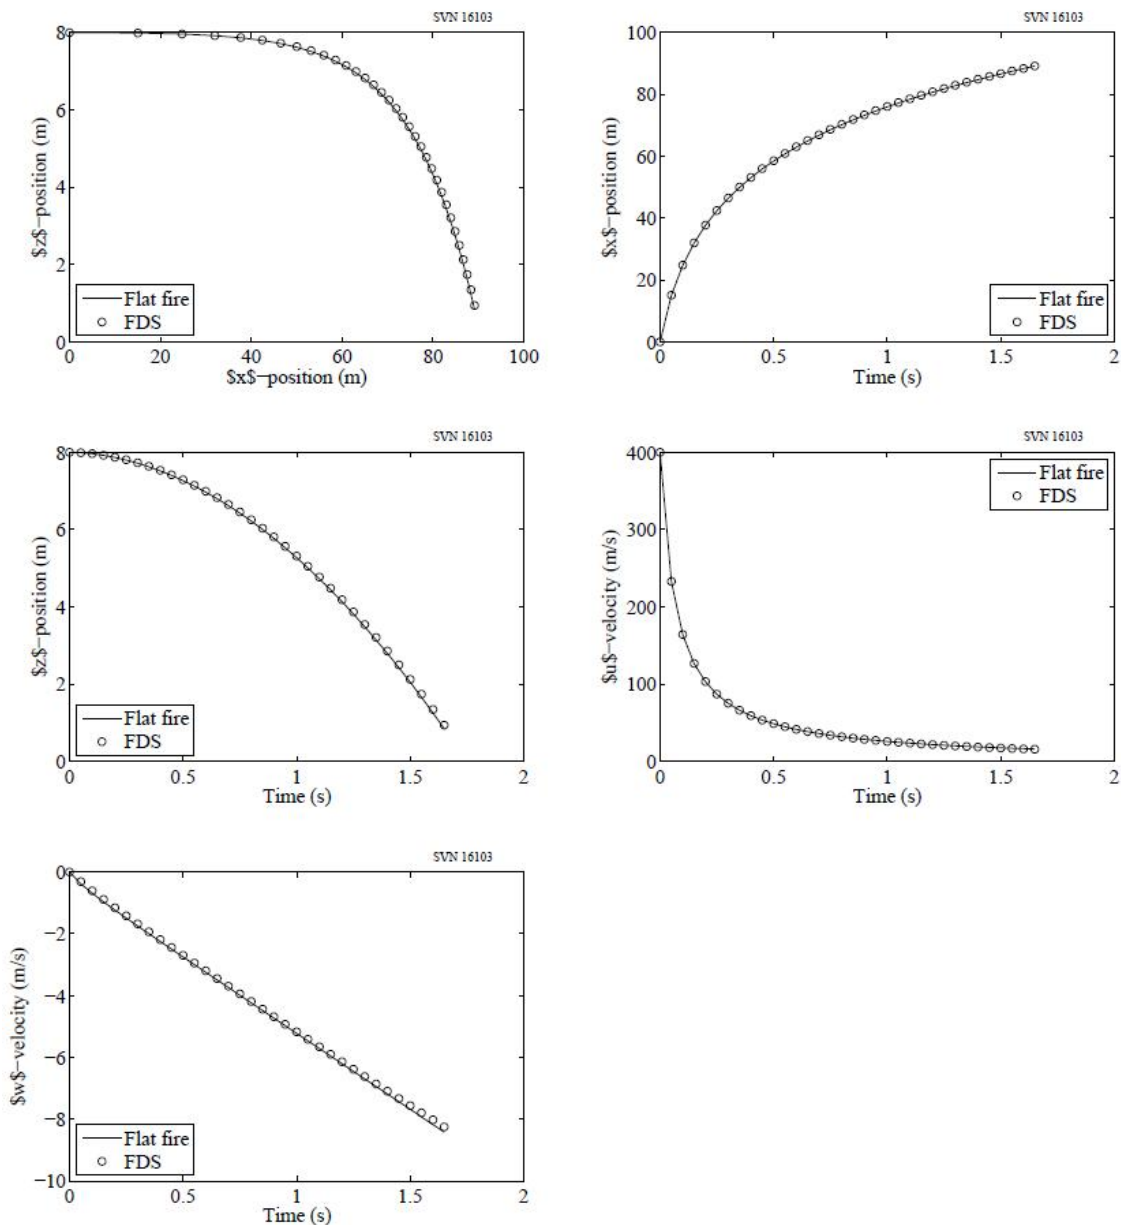 SVN 16103
8
6
4
2
0
$z$−position (m)
Flat fire
FDS
0 20 40 60 80 100
$x$−position (m)
SVN 16103
100
80
60
40
20
0
$x$−position (m)
Flat fire
FDS
0 0.5 1 1.5 2
Time (s)
SVN 16103
8
6
4
2
0
$z$−position (m)
Flat fire
FDS
0 0.5 1 1.5 2
Time (s)
SVN 16103
400
300
200
100
0
$u$−velocity (m/s)
Flat fire
FDS
0 0.5 1 1.5 2
Time (s)
SVN 16103
0
−2
−4
−6
−8
−10
$w$−velocity (m/s)
Flat fire
FDS
0 0.5 1 1.5 2
Time (s)